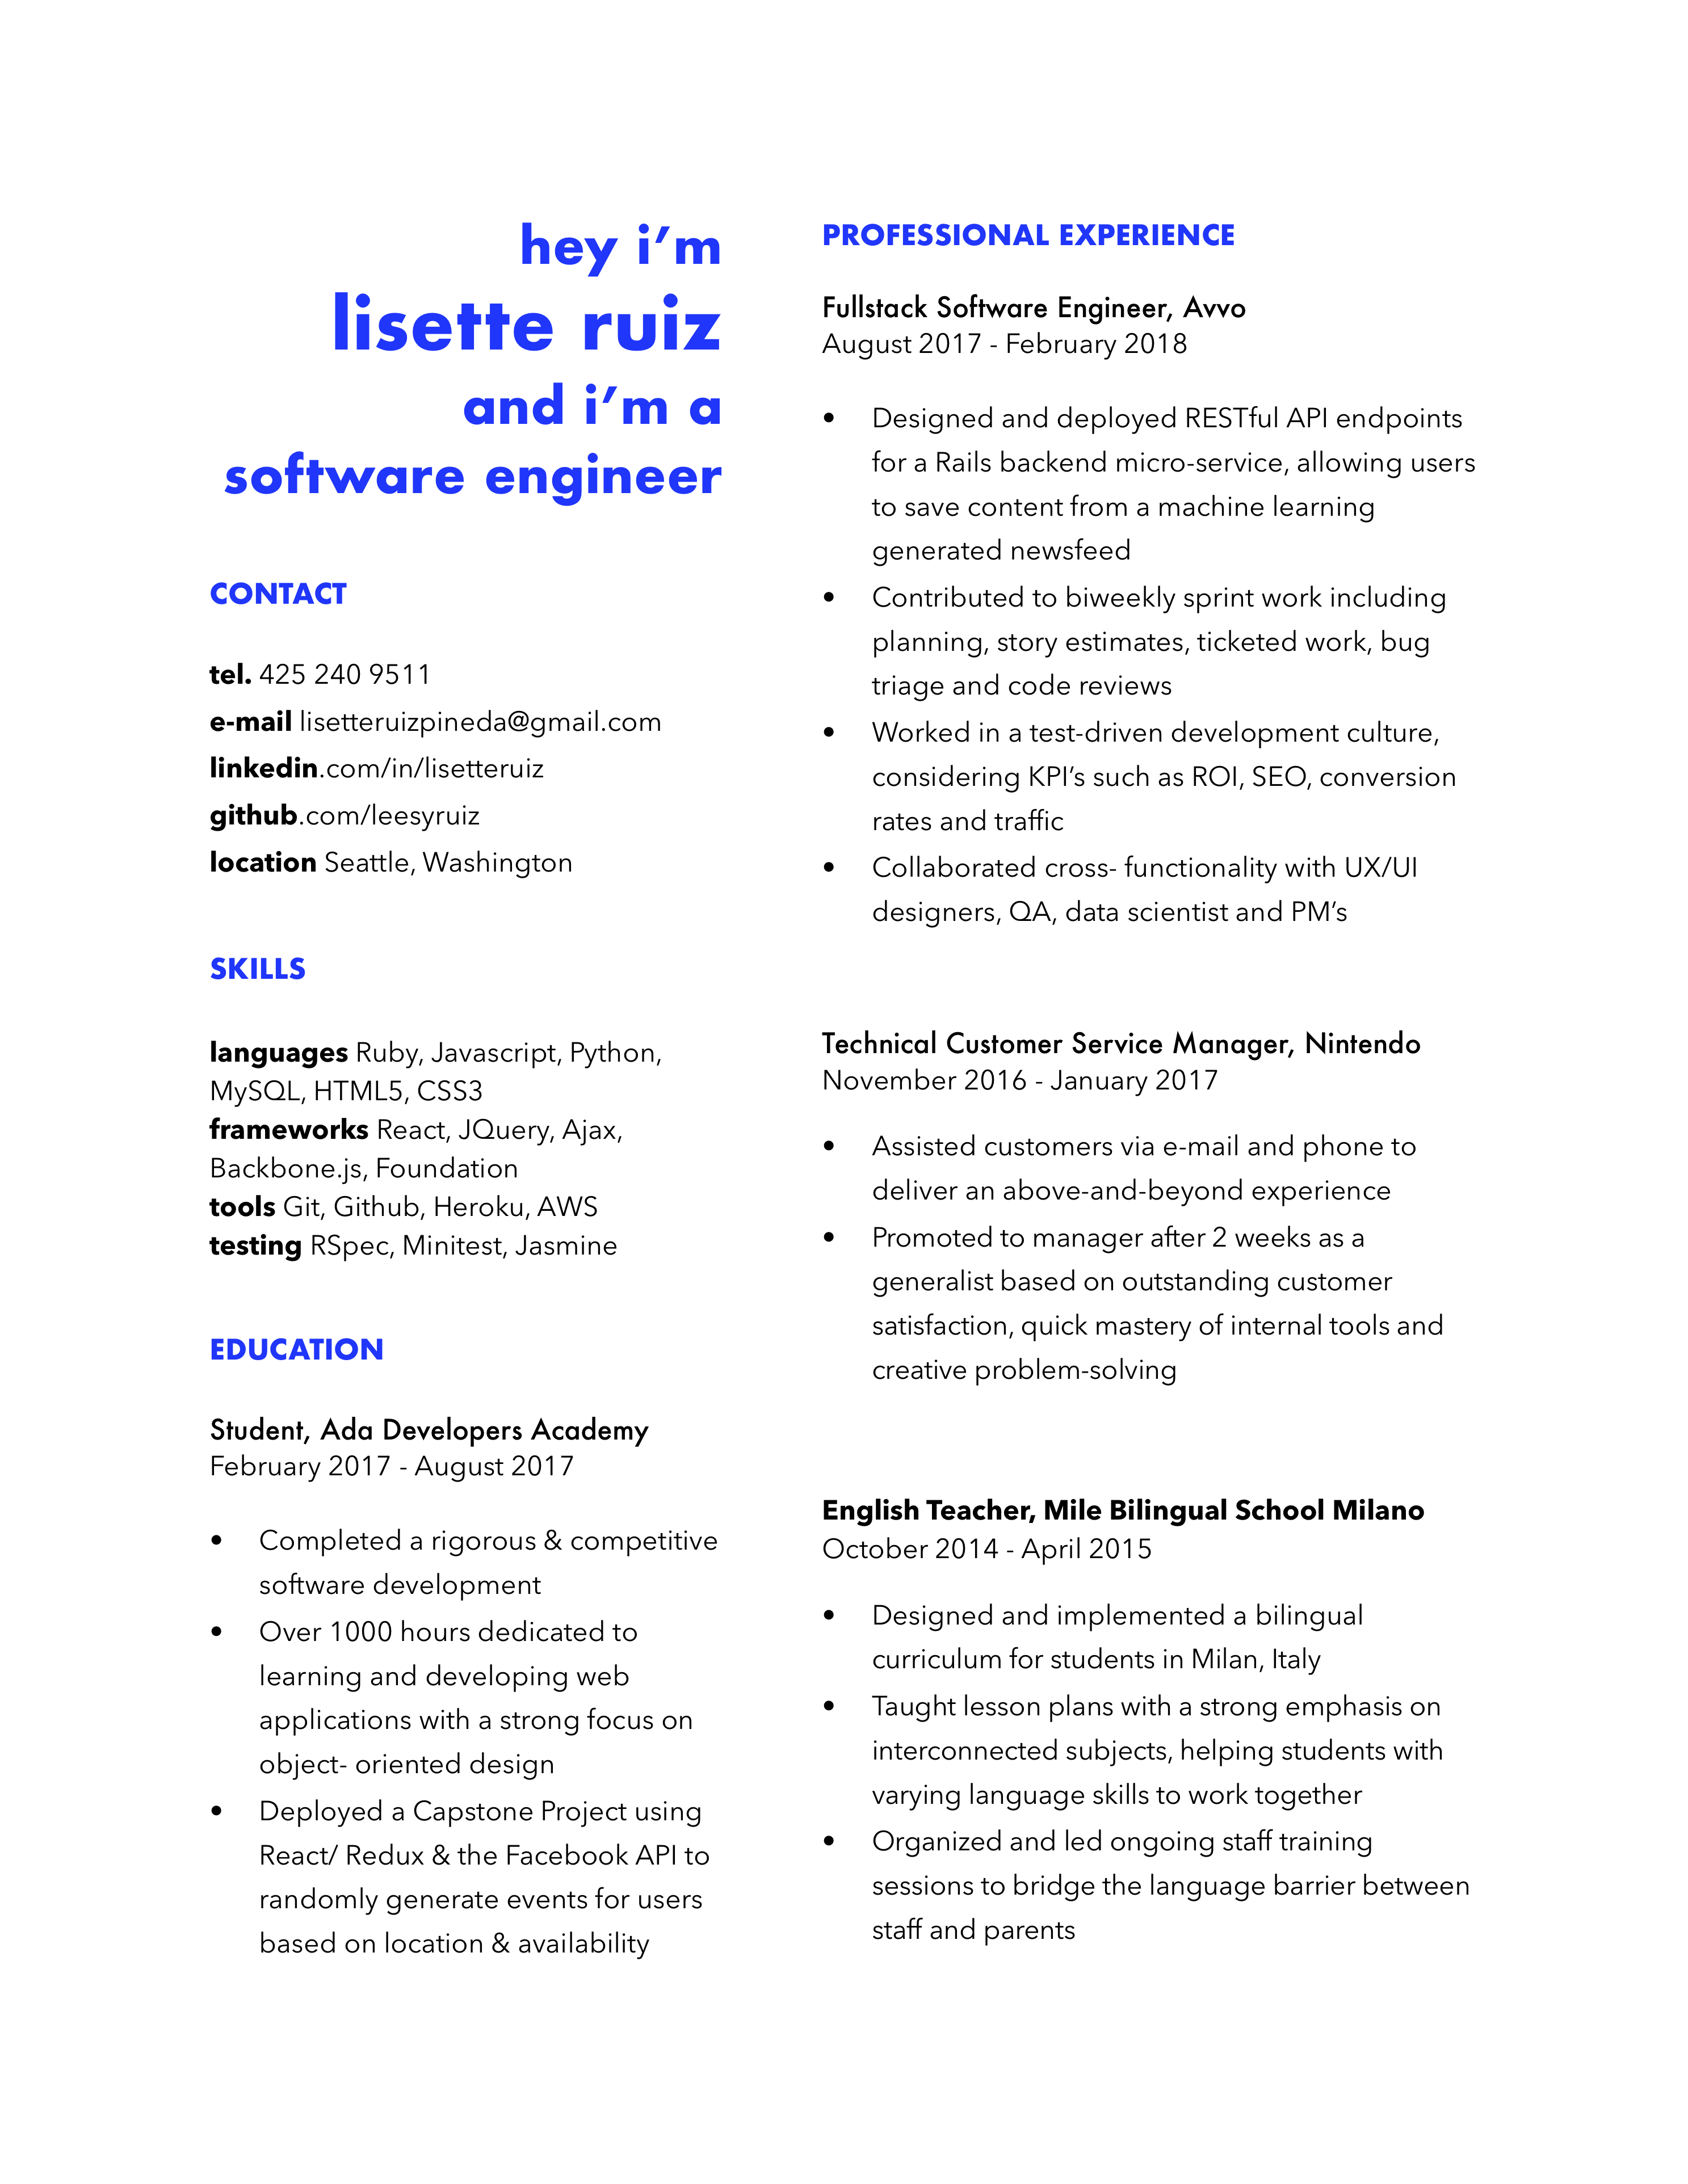 hey i’m
lisette ruiz
and i’m a
software engineer
CONTACT
tel. 425 240 9511
e-mail lisetteruizpineda@gmail.com
linkedin.com/in/lisetteruiz
github.com/leesyruiz
location Seattle, Washington
SKILLS
languages Ruby, Javascript, Python,
MySQL, HTML5, CSS3
frameworks React, JQuery, Ajax,
Backbone.js, Foundation
tools Git, Github, Heroku, AWS
testing RSpec, Minitest, Jasmine
EDUCATION
Student, Ada Developers Academy
February 2017 - August 2017
• Completed a rigorous & competitive
software development
• Over 1000 hours dedicated to
learning and developing web
applications with a strong focus on
object- oriented design
• Deployed a Capstone Project using
React/ Redux & the Facebook API to
randomly generate events for users
based on location & availability
PROFESSIONAL EXPERIENCE
Fullstack Software Engineer, Avvo
August 2017 - February 2018
• Designed and deployed RESTful API endpoints
for a Rails backend micro-service, allowing users
to save content from a machine learning
generated newsfeed
• Contributed to biweekly sprint work including
planning, story estimates, ticketed work, bug
triage and code reviews
• Worked in a test-driven development culture,
considering KPI’s such as ROI, SEO, conversion
rates and traffic
• Collaborated cross- functionality with UX/UI
designers, QA, data scientist and PM’s
Technical Customer Service Manager, Nintendo
November 2016 - January 2017
• Assisted customers via e-mail and phone to
deliver an above-and-beyond experience
• Promoted to manager after 2 weeks as a
generalist based on outstanding customer
satisfaction, quick mastery of internal tools and
creative problem-solving
English Teacher, Mile Bilingual School Milano
October 2014 - April 2015
• Designed and implemented a bilingual
curriculum for students in Milan, Italy
• Taught lesson plans with a strong emphasis on
interconnected subjects, helping students with
varying language skills to work together
• Organized and led ongoing staff training
sessions to bridge the language barrier between
staff and parents